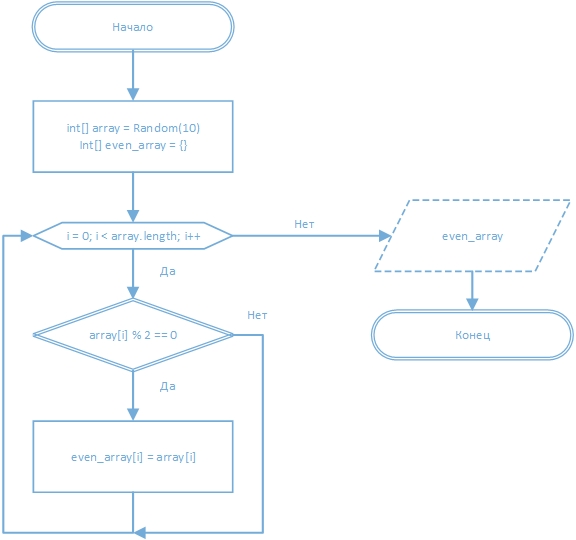 Начало
int[] array = Random(10)
Int[] even_array = {}
i = 0; i < array.length; i++
Нет
even_array
Да
array[i] % 2 == 0
Нет
Конец
Да
even_array[i] = array[i]